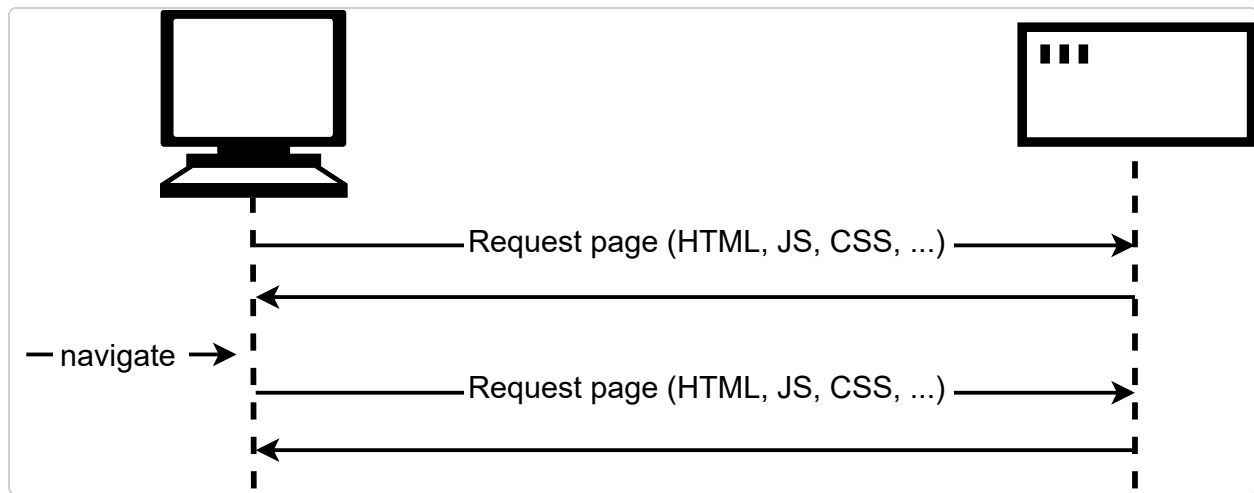 Request page (HTML, JS, CSS, ...)
navigate
Request page (HTML, JS, CSS, ...)